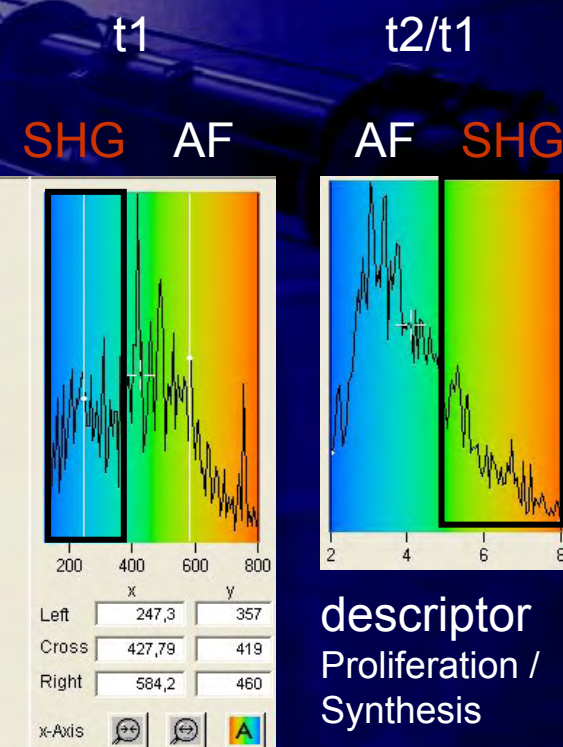 t1 t2/t1
SHG AF AF SHG
200 400 600 800
2 4 6 8
x y
Left 247,3 357
Cross 427,79 419
Right 584,2 460
x-Axis A
descriptor
Proliferation /
Synthesis